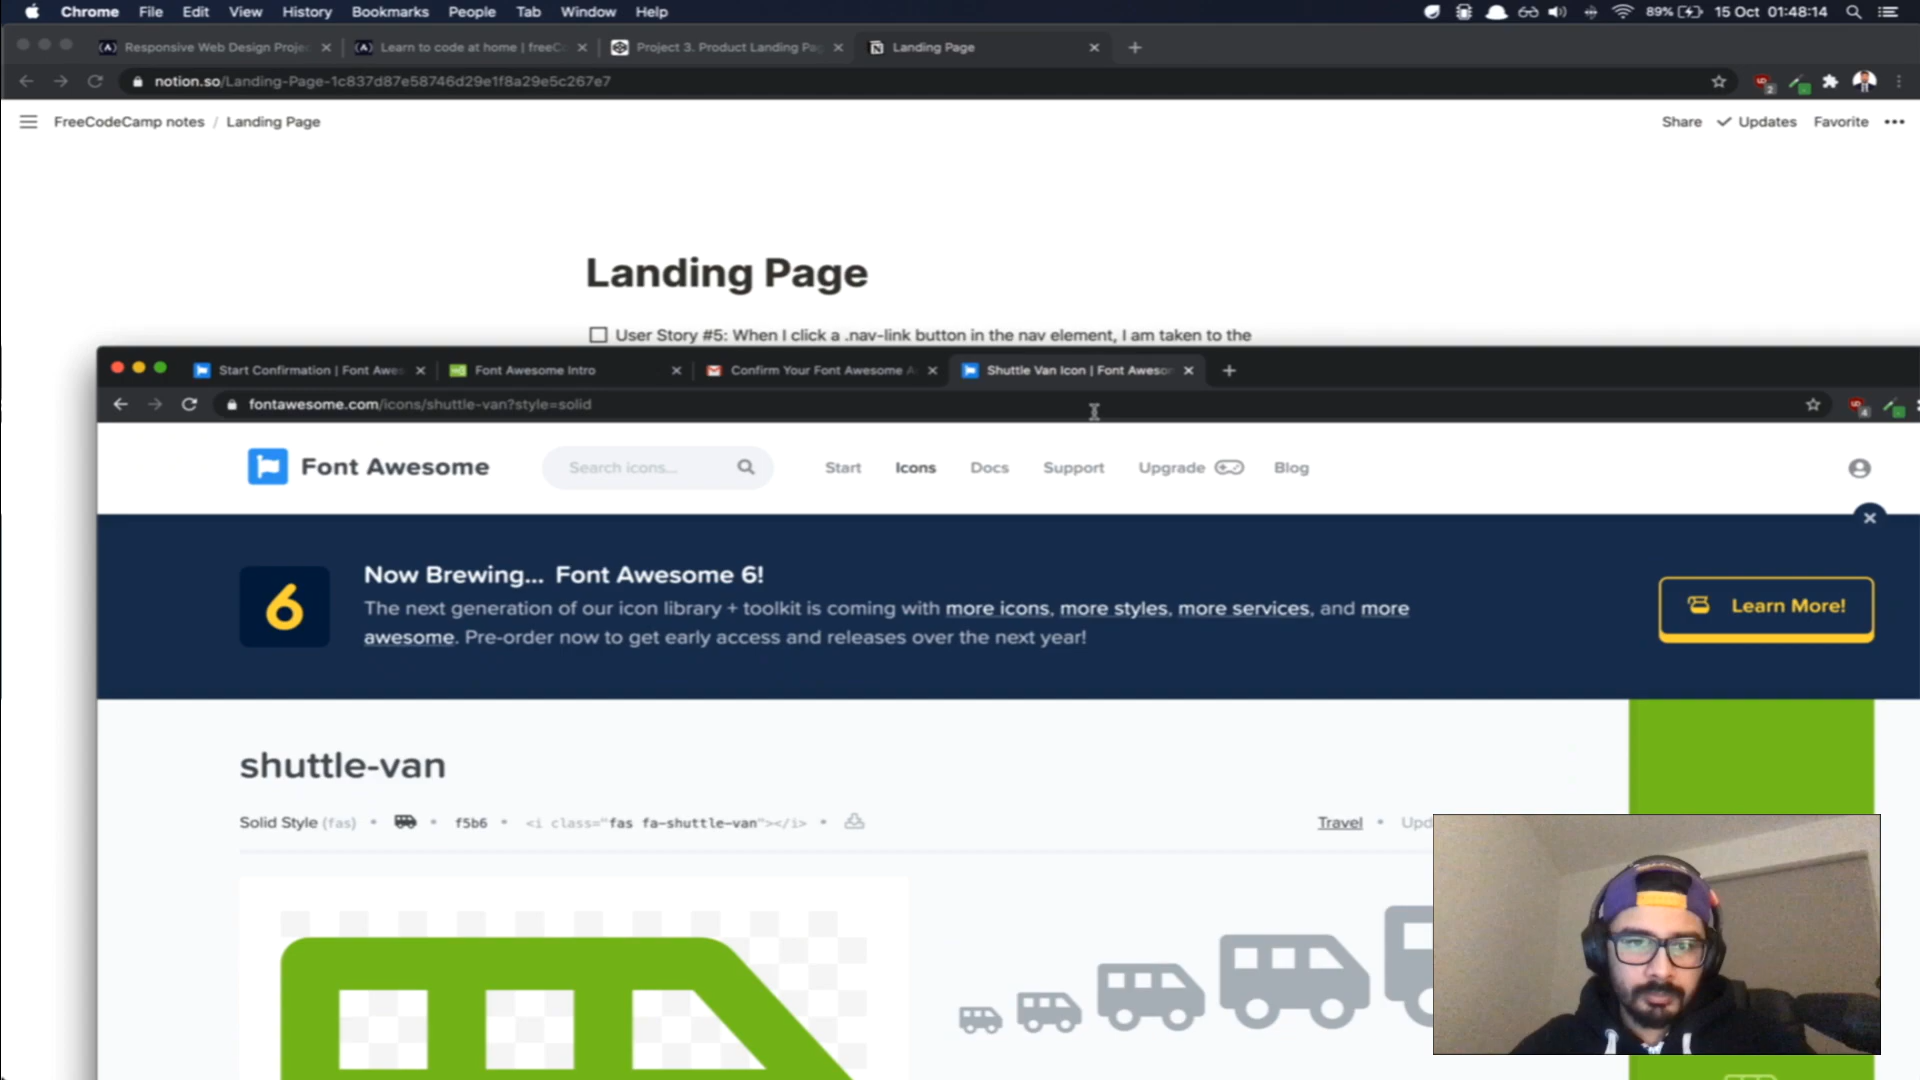 Chrome File Edit View History Bookmarks People Tab Window Help 89% 15 Oct 01:48:14
Responsive Web Design Proje Learn to code at home | freeC Project 3. Product Landing Pa Landing Page
notion.so/Landing-Page-1c837d87e58746d29e1f8a29e5c267e7
FreeCodeCamp notes / Landing Page Share Updates Favorite
Landing Page
User Story #5: When I click a .nav-link button in the nav element, I am taken to the
Start Confirmation | Font Awes Font Awesome Intro Confirm Your Font Awesome A Shuttle Van Icon | Font Aweso
fontawesome.com/icons/shuttle-van?style=solid
Font Awesome Search icons... Start Icons Docs Support Upgrade Blog
6
Now Brewing... Font Awesome 6!
The next generation of our icon library + toolkit is coming with more icons, more styles, more services, and more
awesome. Pre-order now to get early access and releases over the next year!
Learn More!
shuttle-van
Solid Style (fas) • • f5b6 • <i class="fas fa-shuttle-van"></i> • Travel • Upd